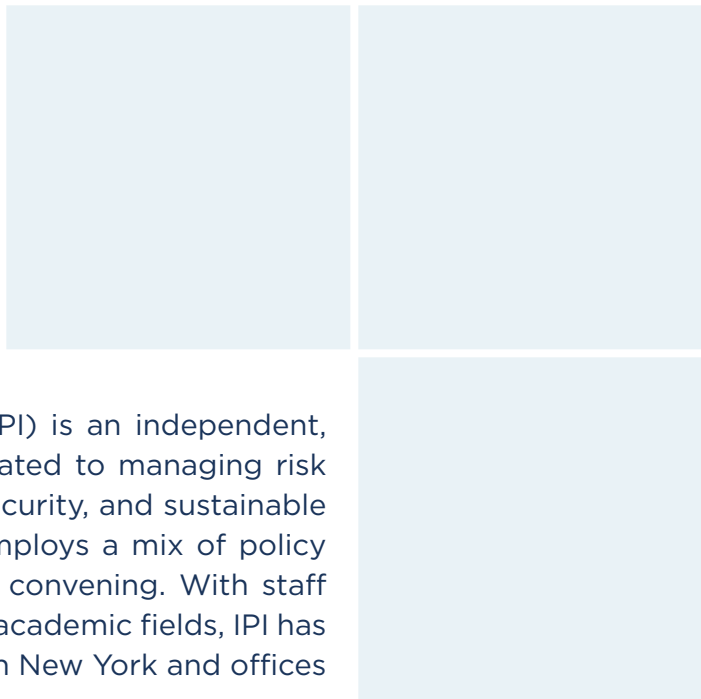 PI) is an independent,
ated to managing risk
curity, and sustainable
mploys a mix of policy
convening. With staff
academic fields, IPI has
n New York and offices